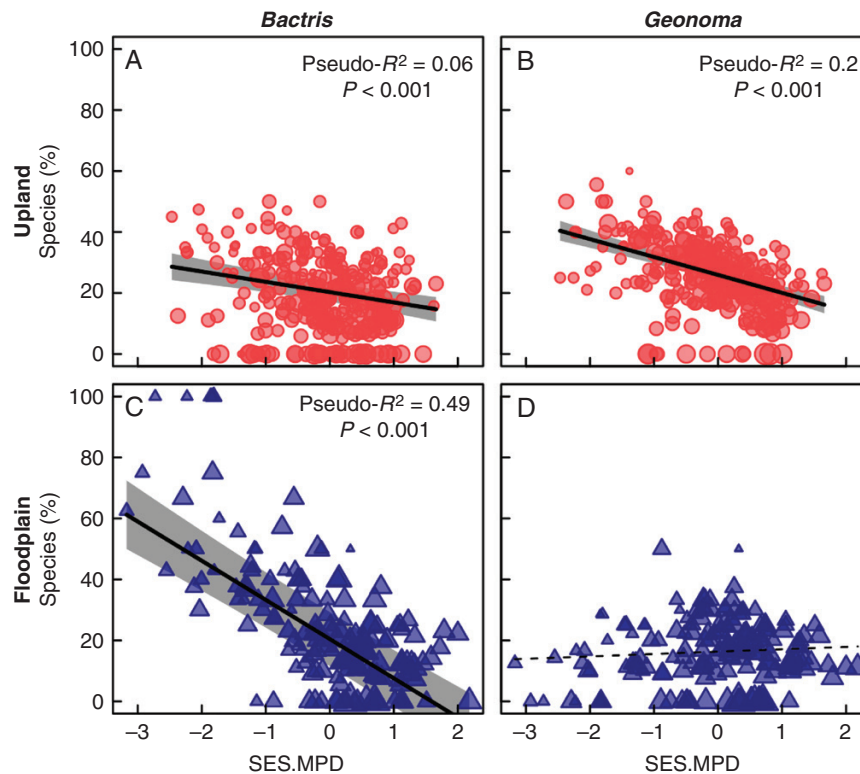 Bactris
Geonoma
A
Pseudo-R² = 0.06
P < 0.001
B
Pseudo-R² = 0.2
P < 0.001
Upland
Species (%)
100
80
60
40
20
0
C
Pseudo-R² = 0.49
P < 0.001
D
Floodplain
Species (%)
100
80
60
40
20
0
–3 –2 –1 0 1 2
–3 –2 –1 0 1 2
SES.MPD
SES.MPD